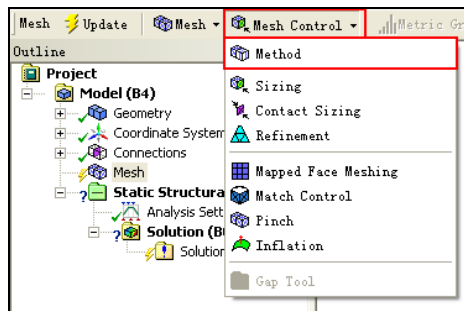 Mesh Update Mesh Mesh Control Metric Gr
Outline
Method
Project
Model (B4)
Sizing
Geometry
Contact Sizing
Coordinate System
Refinement
Connections
Mesh
Mapped Face Meshing
Static Structura
Match Control
Analysis Sett
Pinch
Solution (B
Inflation
Solution
Gap Tool